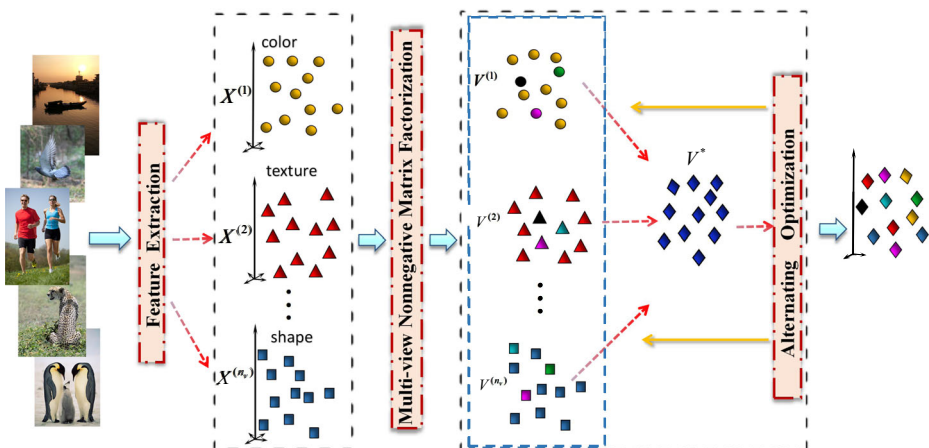 Feature Extraction
color
X⁽¹⁾
texture
X⁽²⁾
shape
X⁽ⁿᵥ⁾
Multi-view Nonnegative Matrix Factorization
V⁽¹⁾
V⁽²⁾
V⁽ⁿᵥ⁾
V*
Alternating Optimization